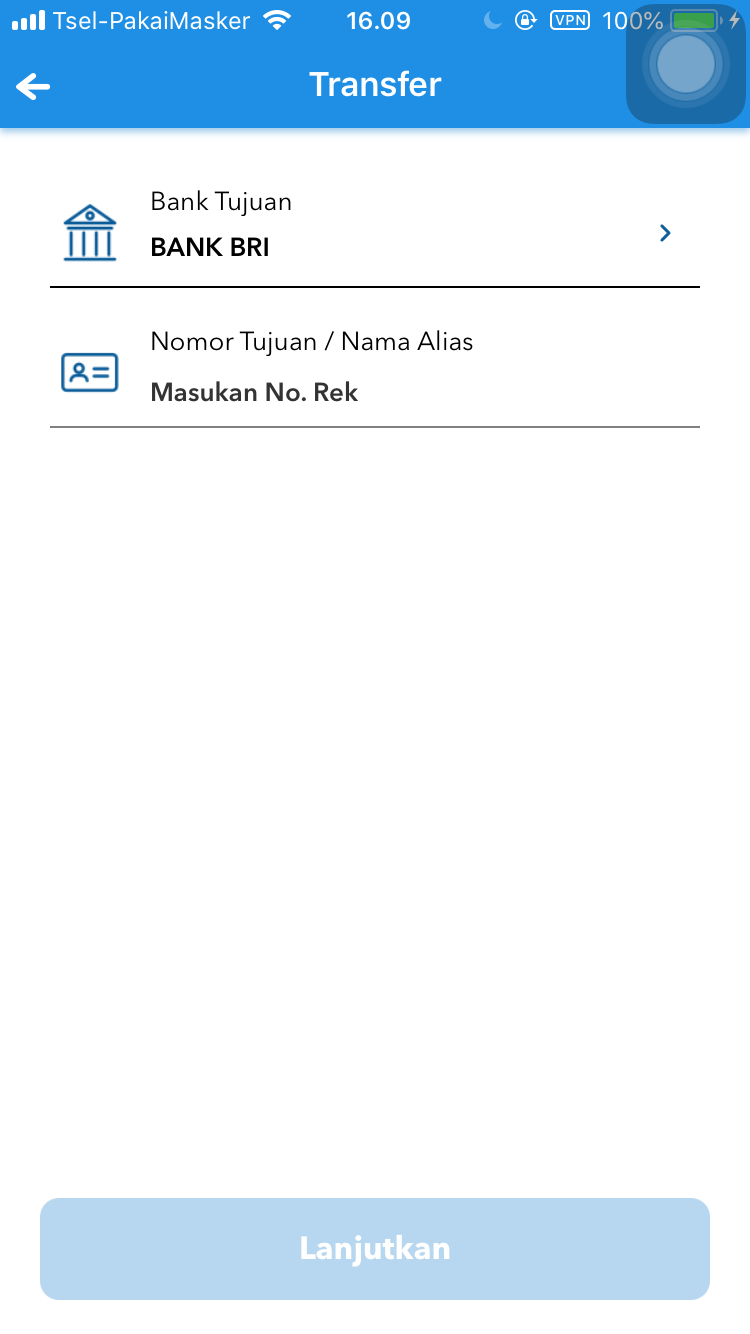 Tsel-PakaiMasker 16.09 VPN 100%
Transfer
Bank Tujuan
BANK BRI
Nomor Tujuan / Nama Alias
Masukan No. Rek
Lanjutkan